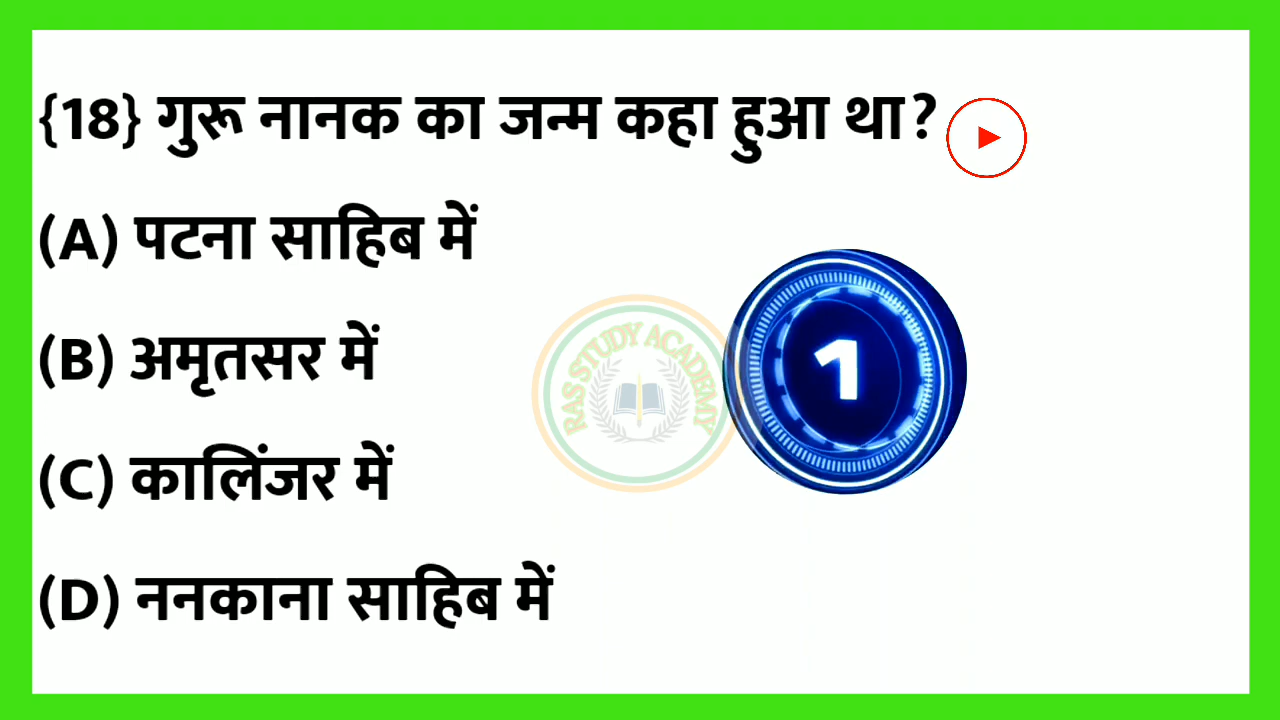 {18} गुरू नानक का जन्म कहा हुआ था?
(A) पटना साहिब में
(B) अमृतसर में
(C) कालिंजर में
(D) ननकाना साहिब में
RAS STUDY ACADEMY
1